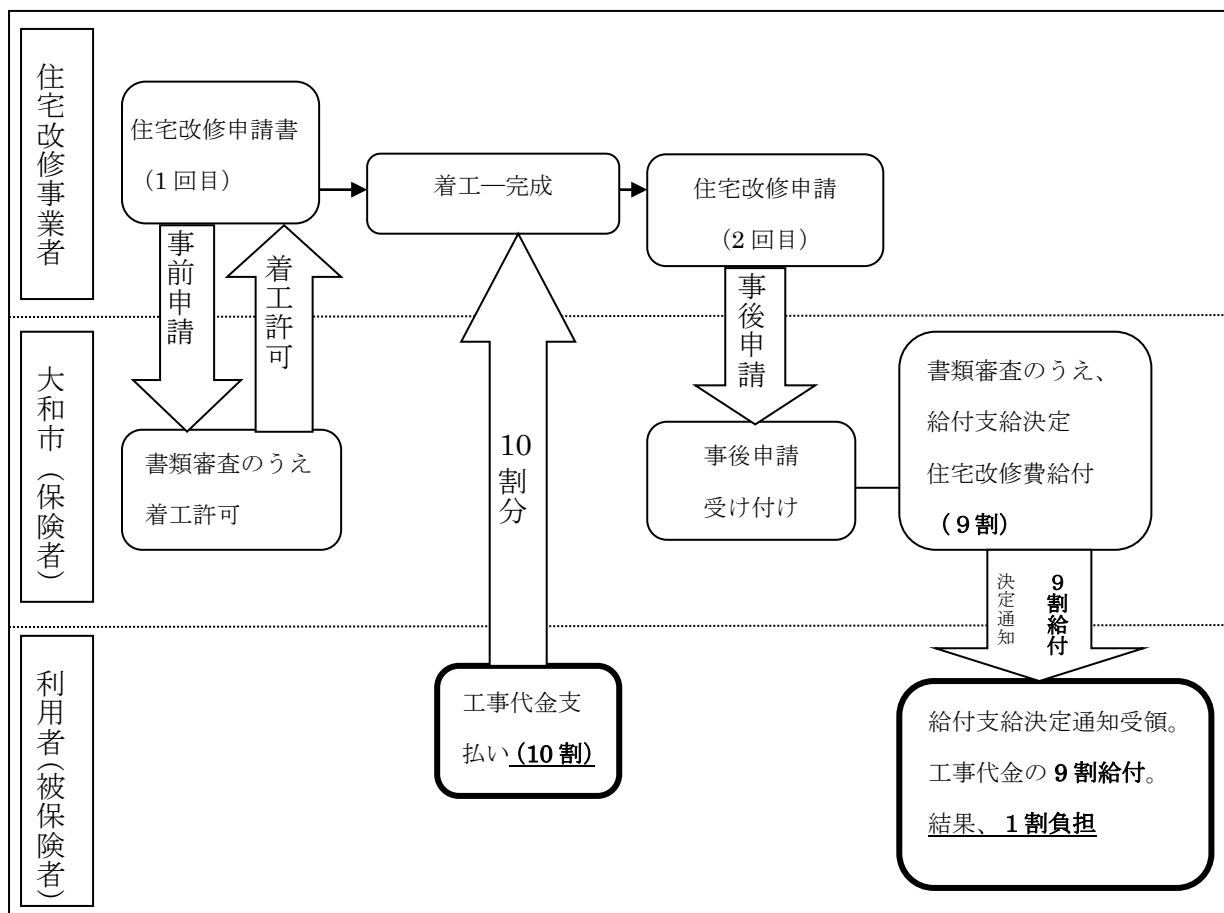 住宅改修事業者
住宅改修申請書
（1 回目）
着工―完成
住宅改修申請
（2 回目）
事前申請
着工許可
事後申請
大和市（保険者）
書類審査のうえ
着工許可
10割分
事後申請
受け付け
書類審査のうえ、
給付支給決定
住宅改修費給付
（9 割）
決定通知
9割給付
利用者（被保険者）
工事代金支
払い（10 割）
給付支給決定通知受領。
工事代金の 9 割給付。
結果、1 割負担